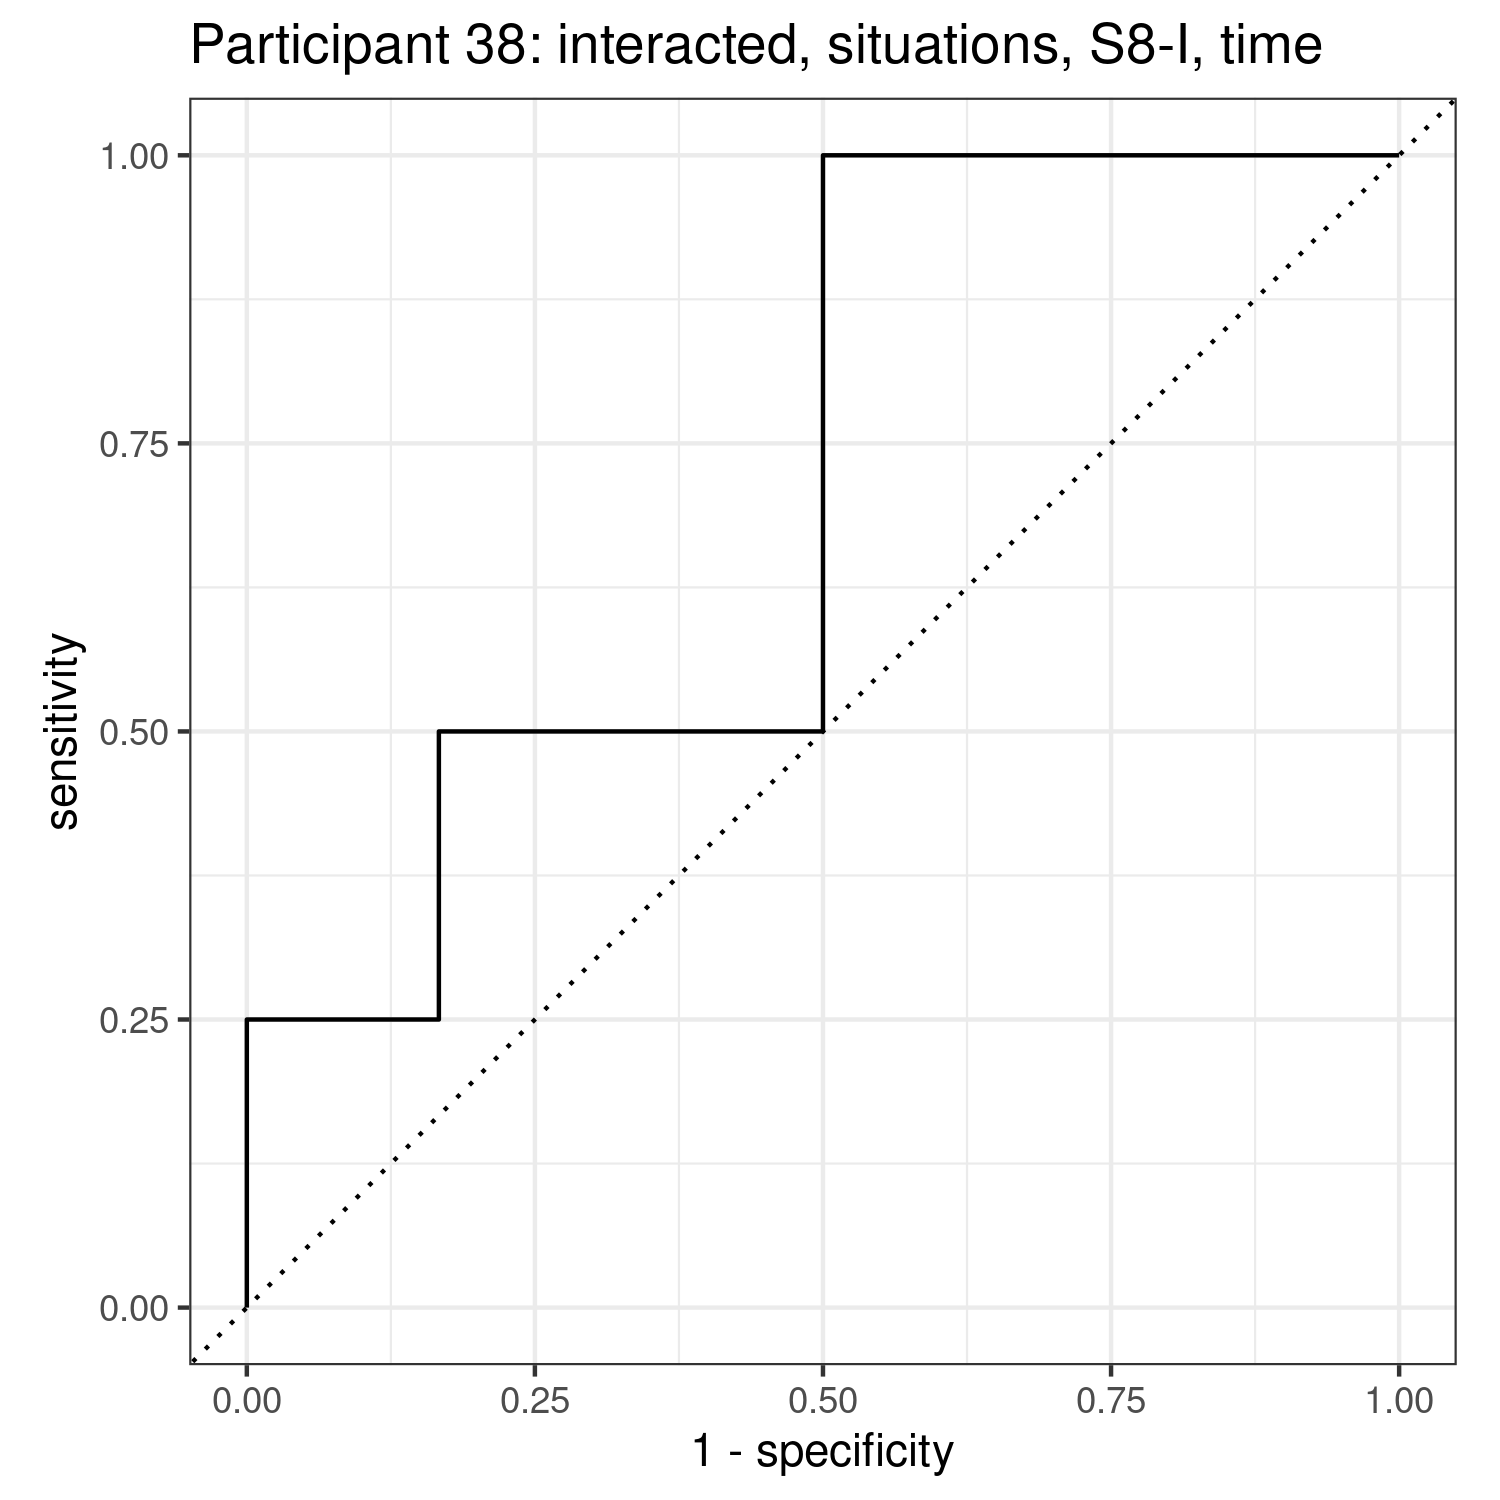 Participant 38: interacted, situations, S8-I, time
1.00
0.75
0.50
0.25
0.00
sensitivity
0.00 0.25 0.50 0.75 1.00
1 - specificity